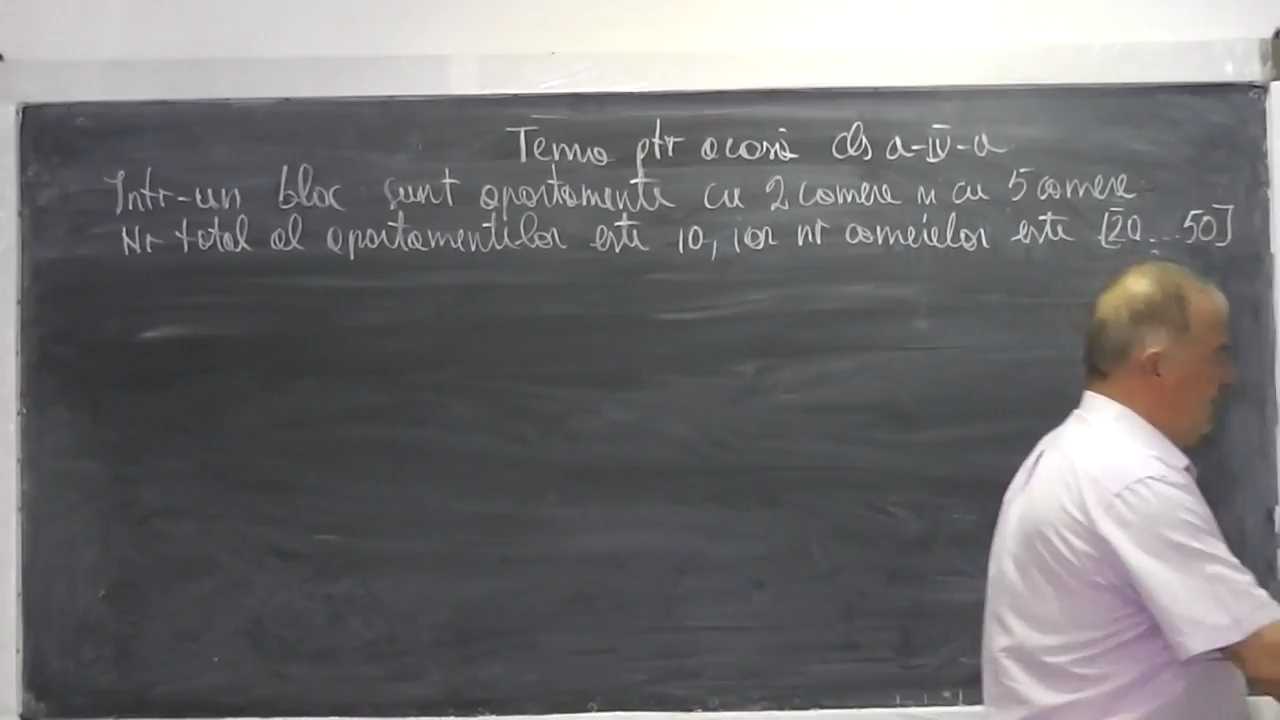 Tema ptr acasă cls a-IV-a
Intr-un bloc sunt apartamente cu 2 camere și cu 5 camere
Nr total al apartamentelor este 10, iar nr camerelor este [20...50]